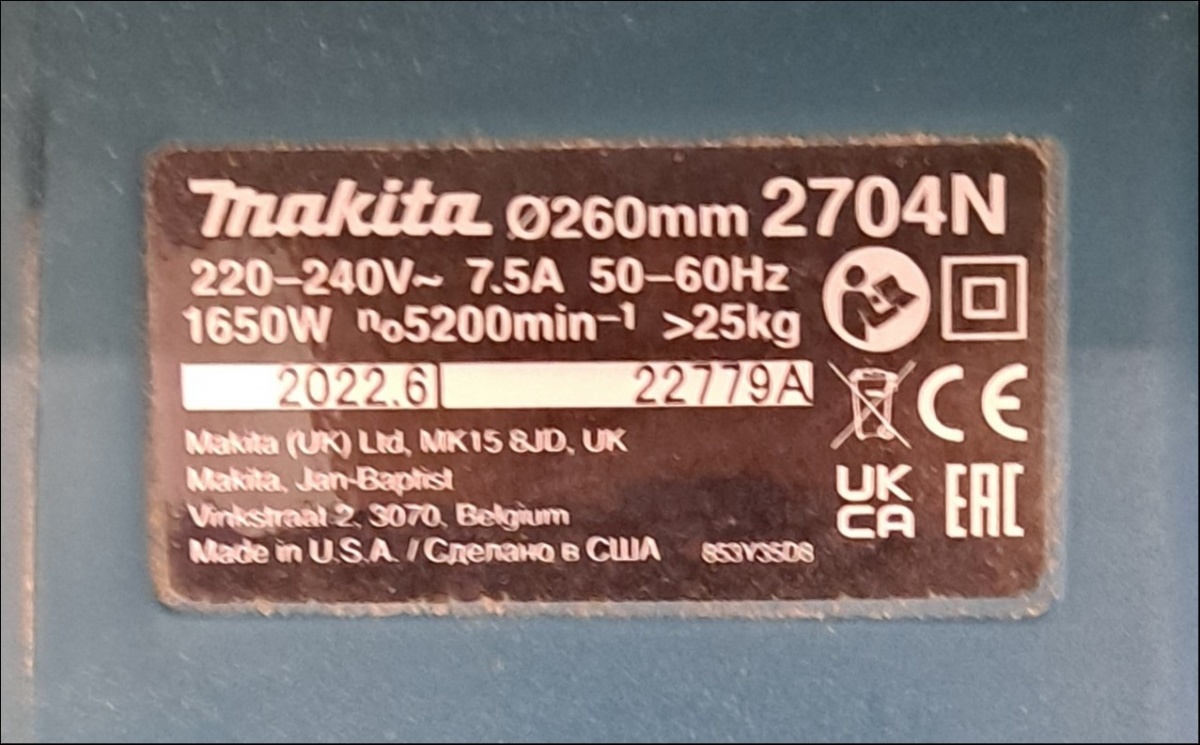 makita Ø260mm 2704N
220–240V~ 7.5A 50–60Hz
1650W n₀5200min⁻¹ >25kg
2022.6 22779A
Makita (UK) Ltd, MK15 8JD, UK
Makita, Jan-Baptist
Vinkstraat 2, 3070, Belgium
Made in U.S.A. / Сделано в США 853Y35D8
CE
UK
CA
EAC